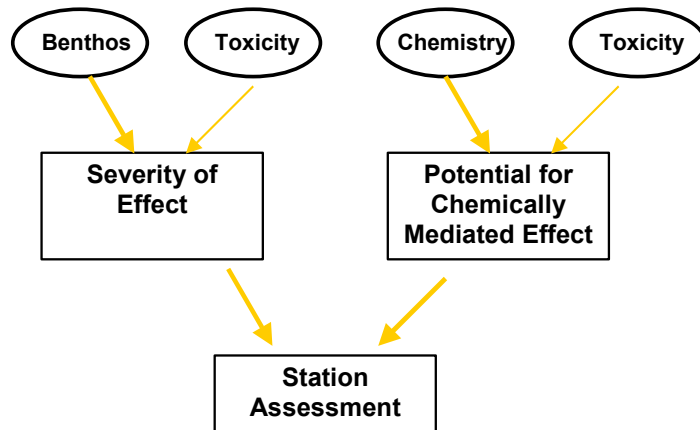 Benthos
Toxicity
Chemistry
Toxicity
Severity of
Effect
Potential for
Chemically
Mediated Effect
Station
Assessment